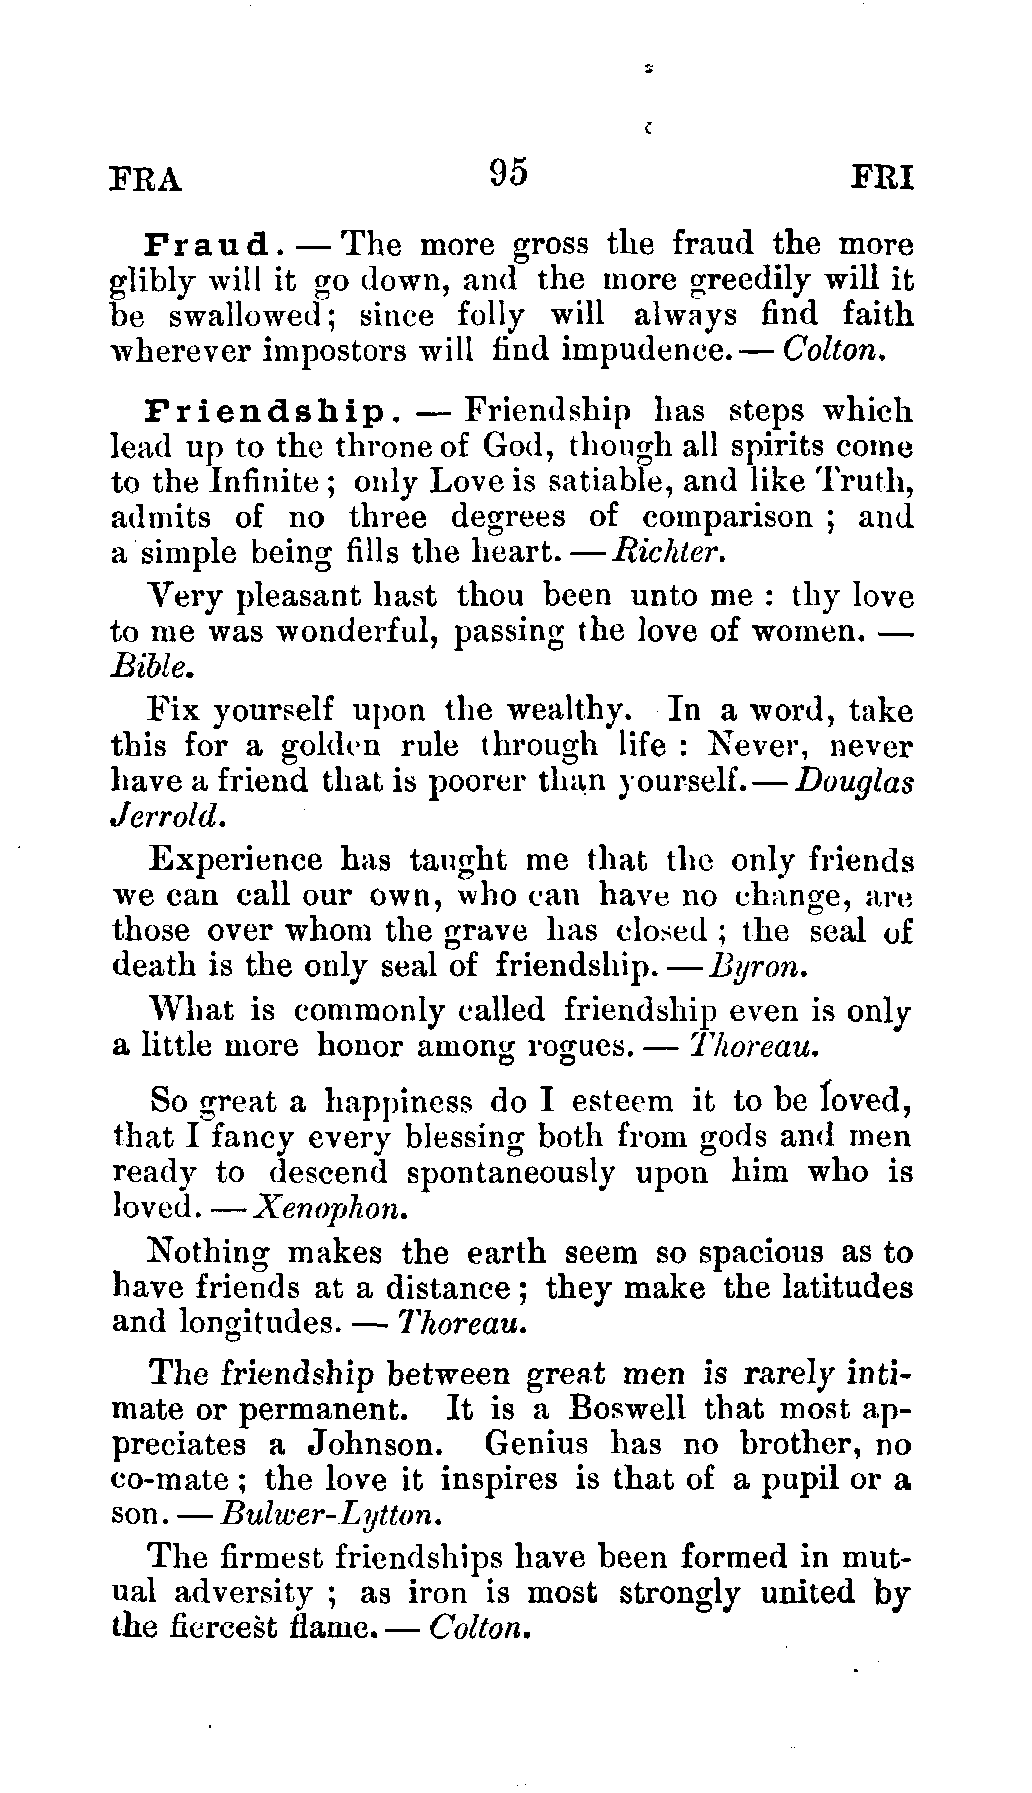 FRA 95 FRI
Fraud. — The more gross the fraud the more
glibly will it go down, and the more greedily will it
be swallowed; since folly will always find faith
wherever impostors will find impudence. — Colton.
Friendship. — Friendship has steps which
lead up to the throne of God, though all spirits come
to the Infinite; only Love is satiable, and like Truth,
admits of no three degrees of comparison; and
a simple being fills the heart. — Richter.
Very pleasant hast thou been unto me: thy love
to me was wonderful, passing the love of women. —
Bible.
Fix yourself upon the wealthy. In a word, take
this for a golden rule through life: Never, never
have a friend that is poorer than yourself. — Douglas
Jerrold.
Experience has taught me that the only friends
we can call our own, who can have no change, are
those over whom the grave has closed; the seal of
death is the only seal of friendship. — Byron.
What is commonly called friendship even is only
a little more honor among rogues. — Thoreau.
So great a happiness do I esteem it to be loved,
that I fancy every blessing both from gods and men
ready to descend spontaneously upon him who is
loved. — Xenophon.
Nothing makes the earth seem so spacious as to
have friends at a distance; they make the latitudes
and longitudes. — Thoreau.
The friendship between great men is rarely inti-
mate or permanent. It is a Boswell that most ap-
preciates a Johnson. Genius has no brother, no
co-mate; the love it inspires is that of a pupil or a
son. — Bulwer-Lytton.
The firmest friendships have been formed in mut-
ual adversity; as iron is most strongly united by
the fiercest flame. — Colton.